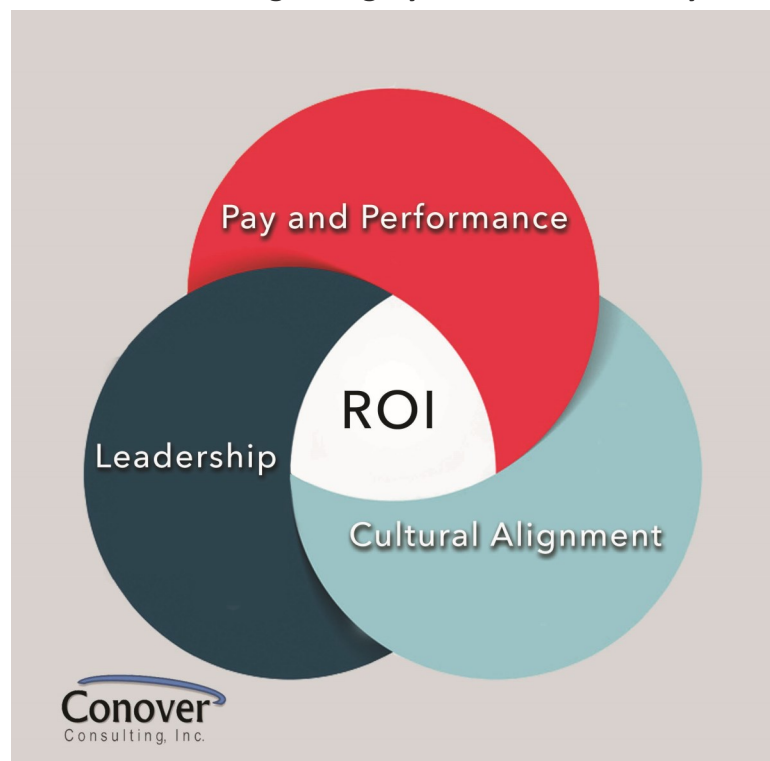 Pay and Performance
ROI
Leadership
Cultural Alignment
Conover
Consulting, Inc.